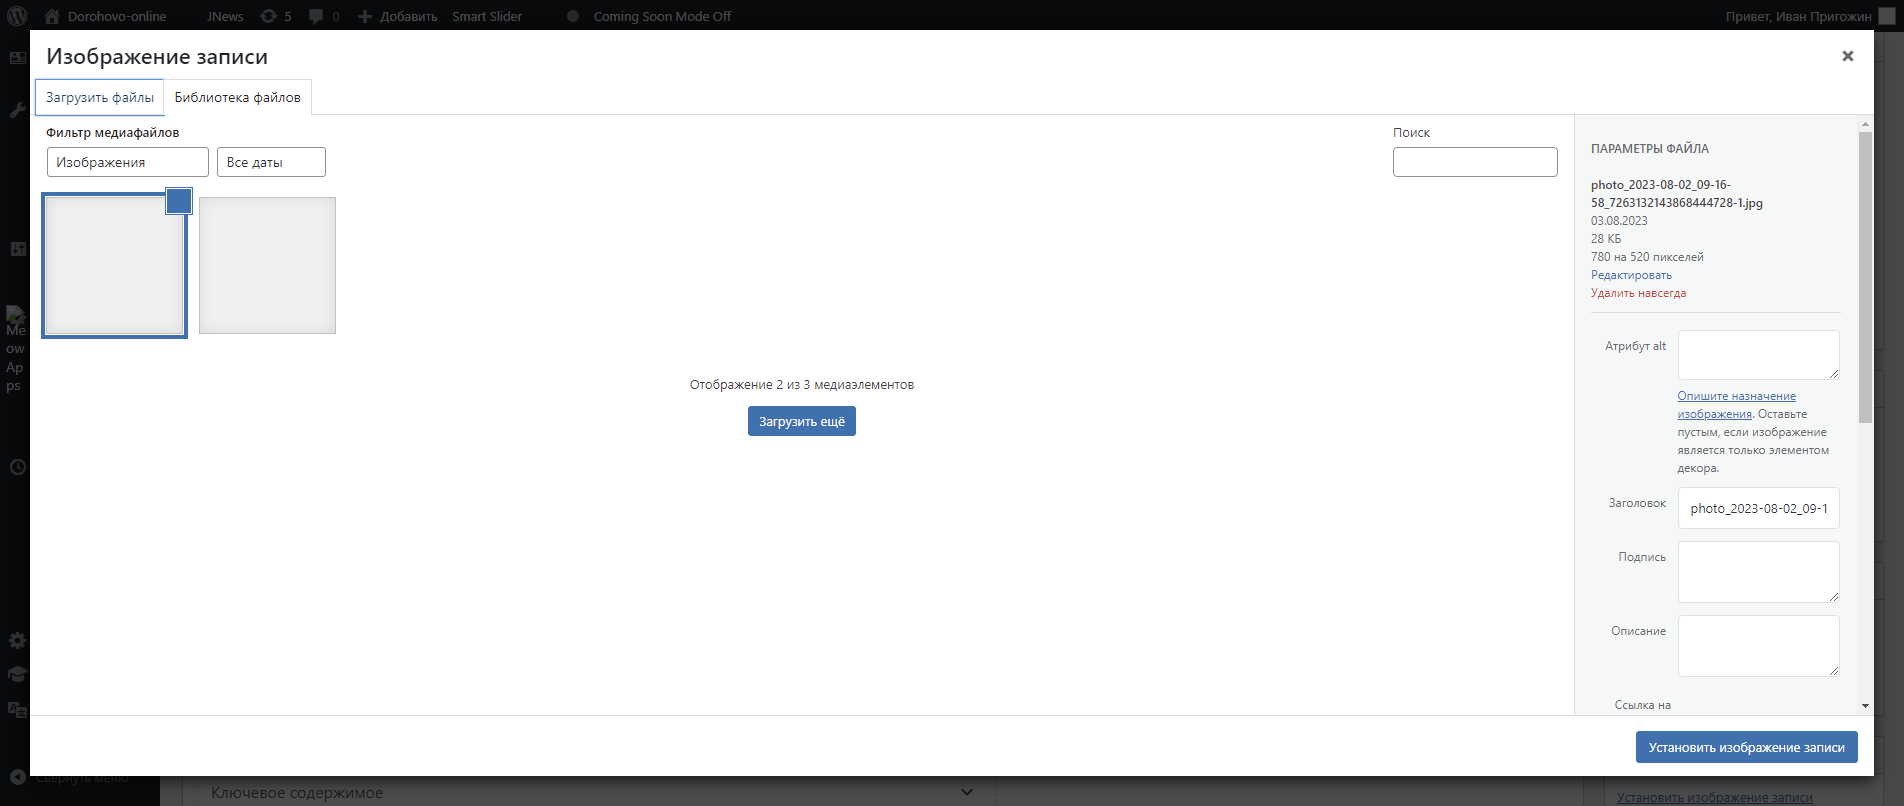 Dorohovo-online
JNews
5
0
Добавить
Smart Slider
Coming Soon Mode Off
Привет, Иван Пригожин
Изображение записи
Загрузить файлы
Библиотека файлов
Фильтр медиафайлов
Поиск
Изображения
Все даты
Отображение 2 из 3 медиаэлементов
Загрузить ещё
ПАРАМЕТРЫ ФАЙЛА
photo_2023-08-02_09-16-
58_7263132143868444728-1.jpg
03.08.2023
28 КБ
780 на 520 пикселей
Редактировать
Удалить навсегда
Атрибут alt
Опишите назначение
изображения. Оставьте
пустым, если изображение
является только элементом
декора.
Заголовок
photo_2023-08-02_09-1
Подпись
Описание
Ссылка на
Установить изображение записи
Me
ow
Ap
ps
Свернуть меню
Ключевое содержимое
Установить изображение записи